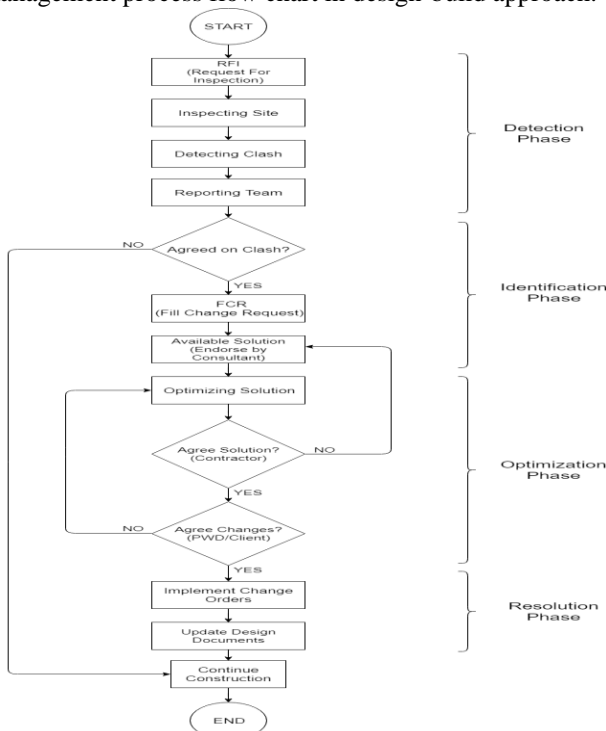 anagement process flow chart in design-build approach.
START
RFI
(Request For
Inspection)
Inspecting Site
Detecting Clash
Reporting Team
Detection
Phase
Agreed on Clash?
NO
YES
FCR
(Fill Change Request)
Available Solution
(Endorse by
Consultant)
Identification
Phase
Optimizing Solution
Agree Solution?
(Contractor)
NO
YES
Agree Changes?
(PWD/Client)
NO
YES
Optimization
Phase
Implement Change
Orders
Update Design
Documents
Resolution
Phase
Continue
Construction
END